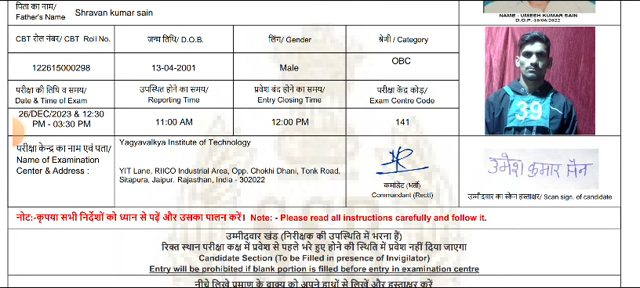 पिता का नाम/ Father's Name
Shravan kumar sain
NAME - UMESH KUMAR SAIN
CBT रोल नंबर/ CBT Roll No.
जन्म तिथि/ D.O.B.
लिंग/ Gender
श्रेणी / Category
122615000298
13-04-2001
Male
OBC
परीक्षा की तिथि व समय/
Date & Time of Exam
उपस्थित होने का समय/
Reporting Time
प्रवेश बंद होने का समय/
Entry Closing Time
परीक्षा केंद्र कोड/
Exam Centre Code
26/DEC/2023 & 12:30
PM - 03:30 PM
11:00 AM
12:00 PM
141
39
परीक्षा केन्द्र का नाम एवं पता/
Name of Examination
Center & Address :
Yagyavalkya Institute of Technology
YIT Lane, RIICO Industrial Area, Opp. Chokhi Dhani, Tonk Road,
Sitapura, Jaipur, Rajasthan, India - 302022
कमांडेंट (भर्ती)
Commandant (Rectt)
उमेश कुमार सैन
उम्मीदवार का स्कैन हस्ताक्षर/ Scan sign. of candidate
नोट:-कृपया सभी निर्देशों को ध्यान से पढ़ें और उसका पालन करें। Note: - Please read all instructions carefully and follow it.
उम्मीदवार खंड (निरीक्षक की उपस्थिति में भरना है)
रिक्त स्थान परीक्षा कक्ष में प्रवेश से पहले भरे हुए होने की स्थिति में प्रवेश नहीं दिया जाएगा
Candidate Section (To be Filled in presence of Invigilator)
Entry will be prohibited if blank portion is filled before entry in examination centre
नीचे लिखे प्रमाण के वाक्य को अपने हाथों से लिखें और हस्ताक्षर करें